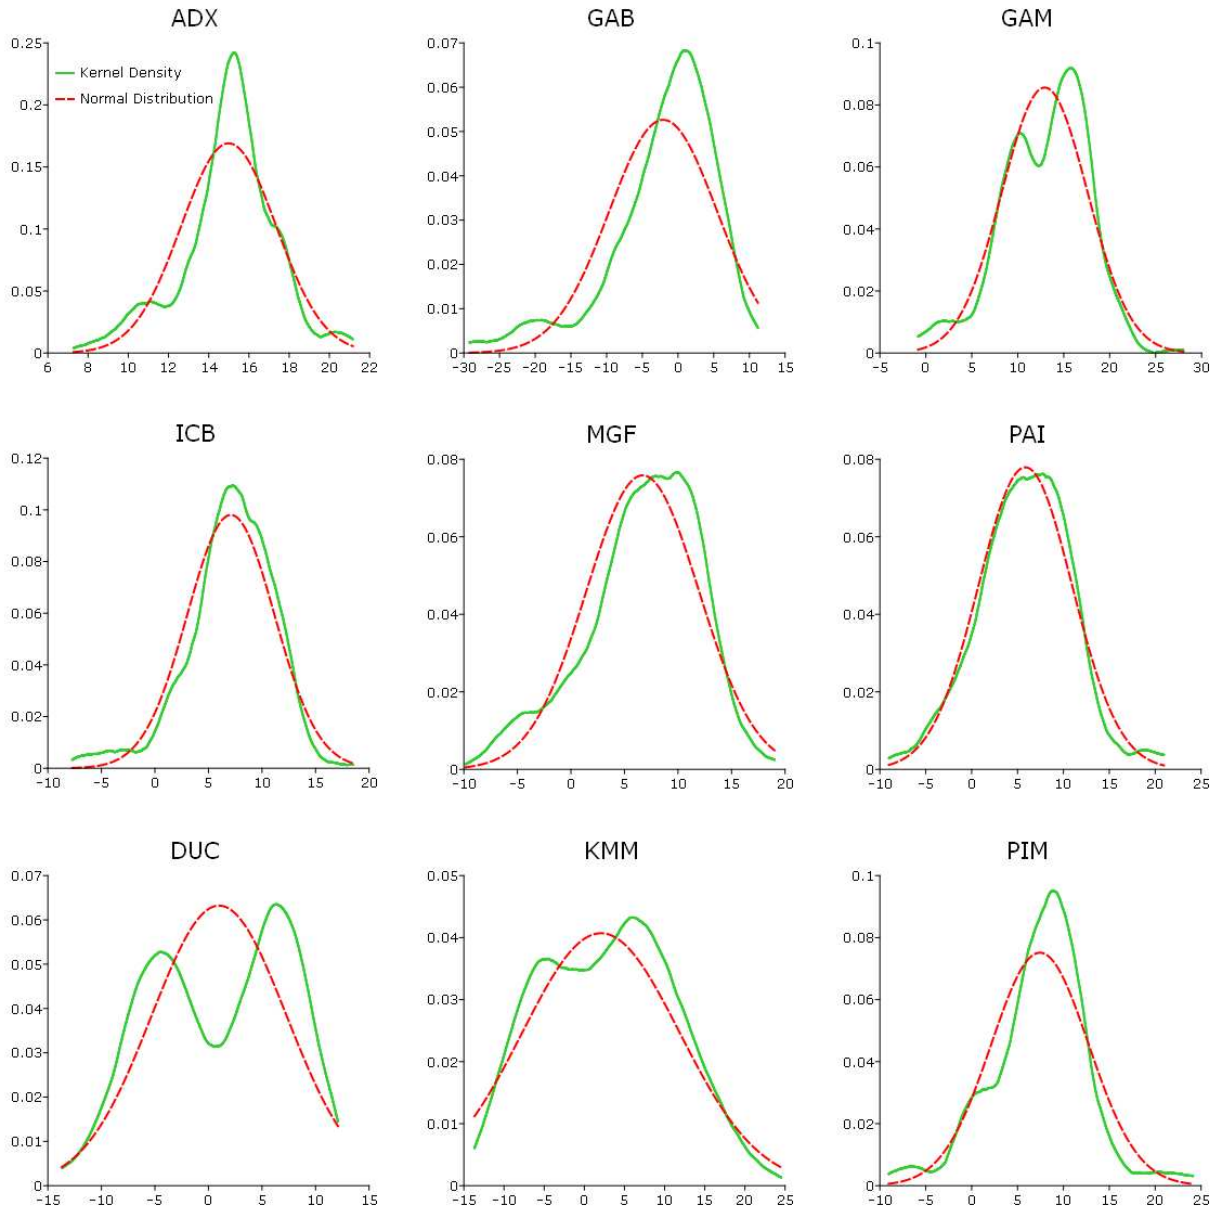 ADX GAB GAM
0.25 0.07 0.1
Kernel Density
Normal Distribution
0.06
0.2 0.08
0.05
0.15 0.04 0.06
0.1 0.03 0.04
0.02
0.05 0.02
0.01
0 0 0
6 8 10 12 14 16 18 20 22 -30 -25 -20 -15 -10 -5 0 5 10 15 -5 0 5 10 15 20 25 30
ICB MGF PAI
0.12 0.08 0.08
0.1
0.06 0.06
0.08
0.06 0.04 0.04
0.04
0.02 0.02
0.02
0 0 0
-10 -5 0 5 10 15 20 -10 -5 0 5 10 15 20 -10 -5 0 5 10 15 20 25
DUC KMM PIM
0.07 0.05 0.1
0.06
0.04 0.08
0.05
0.04 0.03 0.06
0.03 0.02 0.04
0.02
0.01 0.02
0.01
0 0 0
-15 -10 -5 0 5 10 15 -15 -10 -5 0 5 10 15 20 25 -10 -5 0 5 10 15 20 25